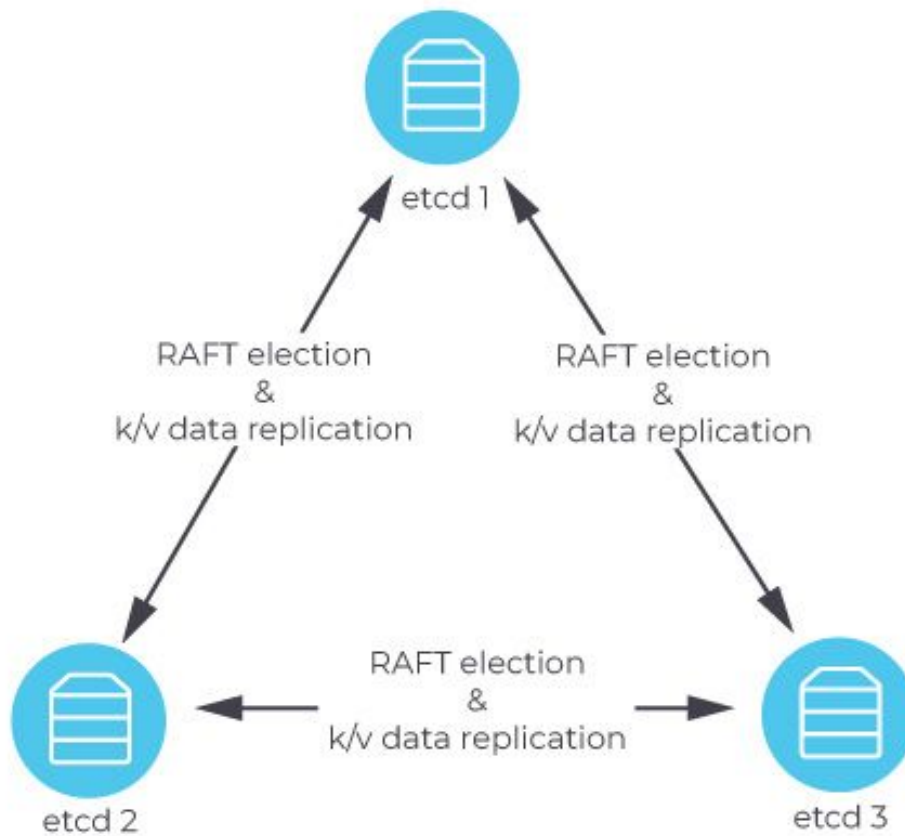 etcd 1
RAFT election
&
k/v data replication
RAFT election
&
k/v data replication
RAFT election
&
k/v data replication
etcd 2
etcd 3